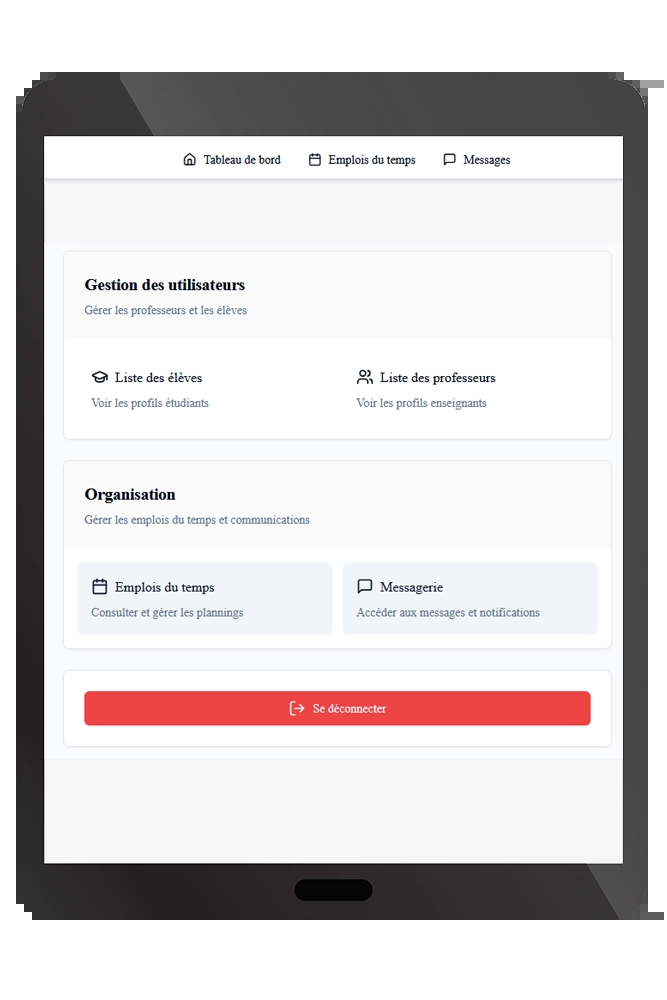 Tableau de bord Emplois du temps Messages
Gestion des utilisateurs
Gérer les professeurs et les élèves
Liste des élèves Liste des professeurs
Voir les profils étudiants Voir les profils enseignants
Organisation
Gérer les emplois du temps et communications
Emplois du temps Messagerie
Consulter et gérer les plannings Accéder aux messages et notifications
Se déconnecter